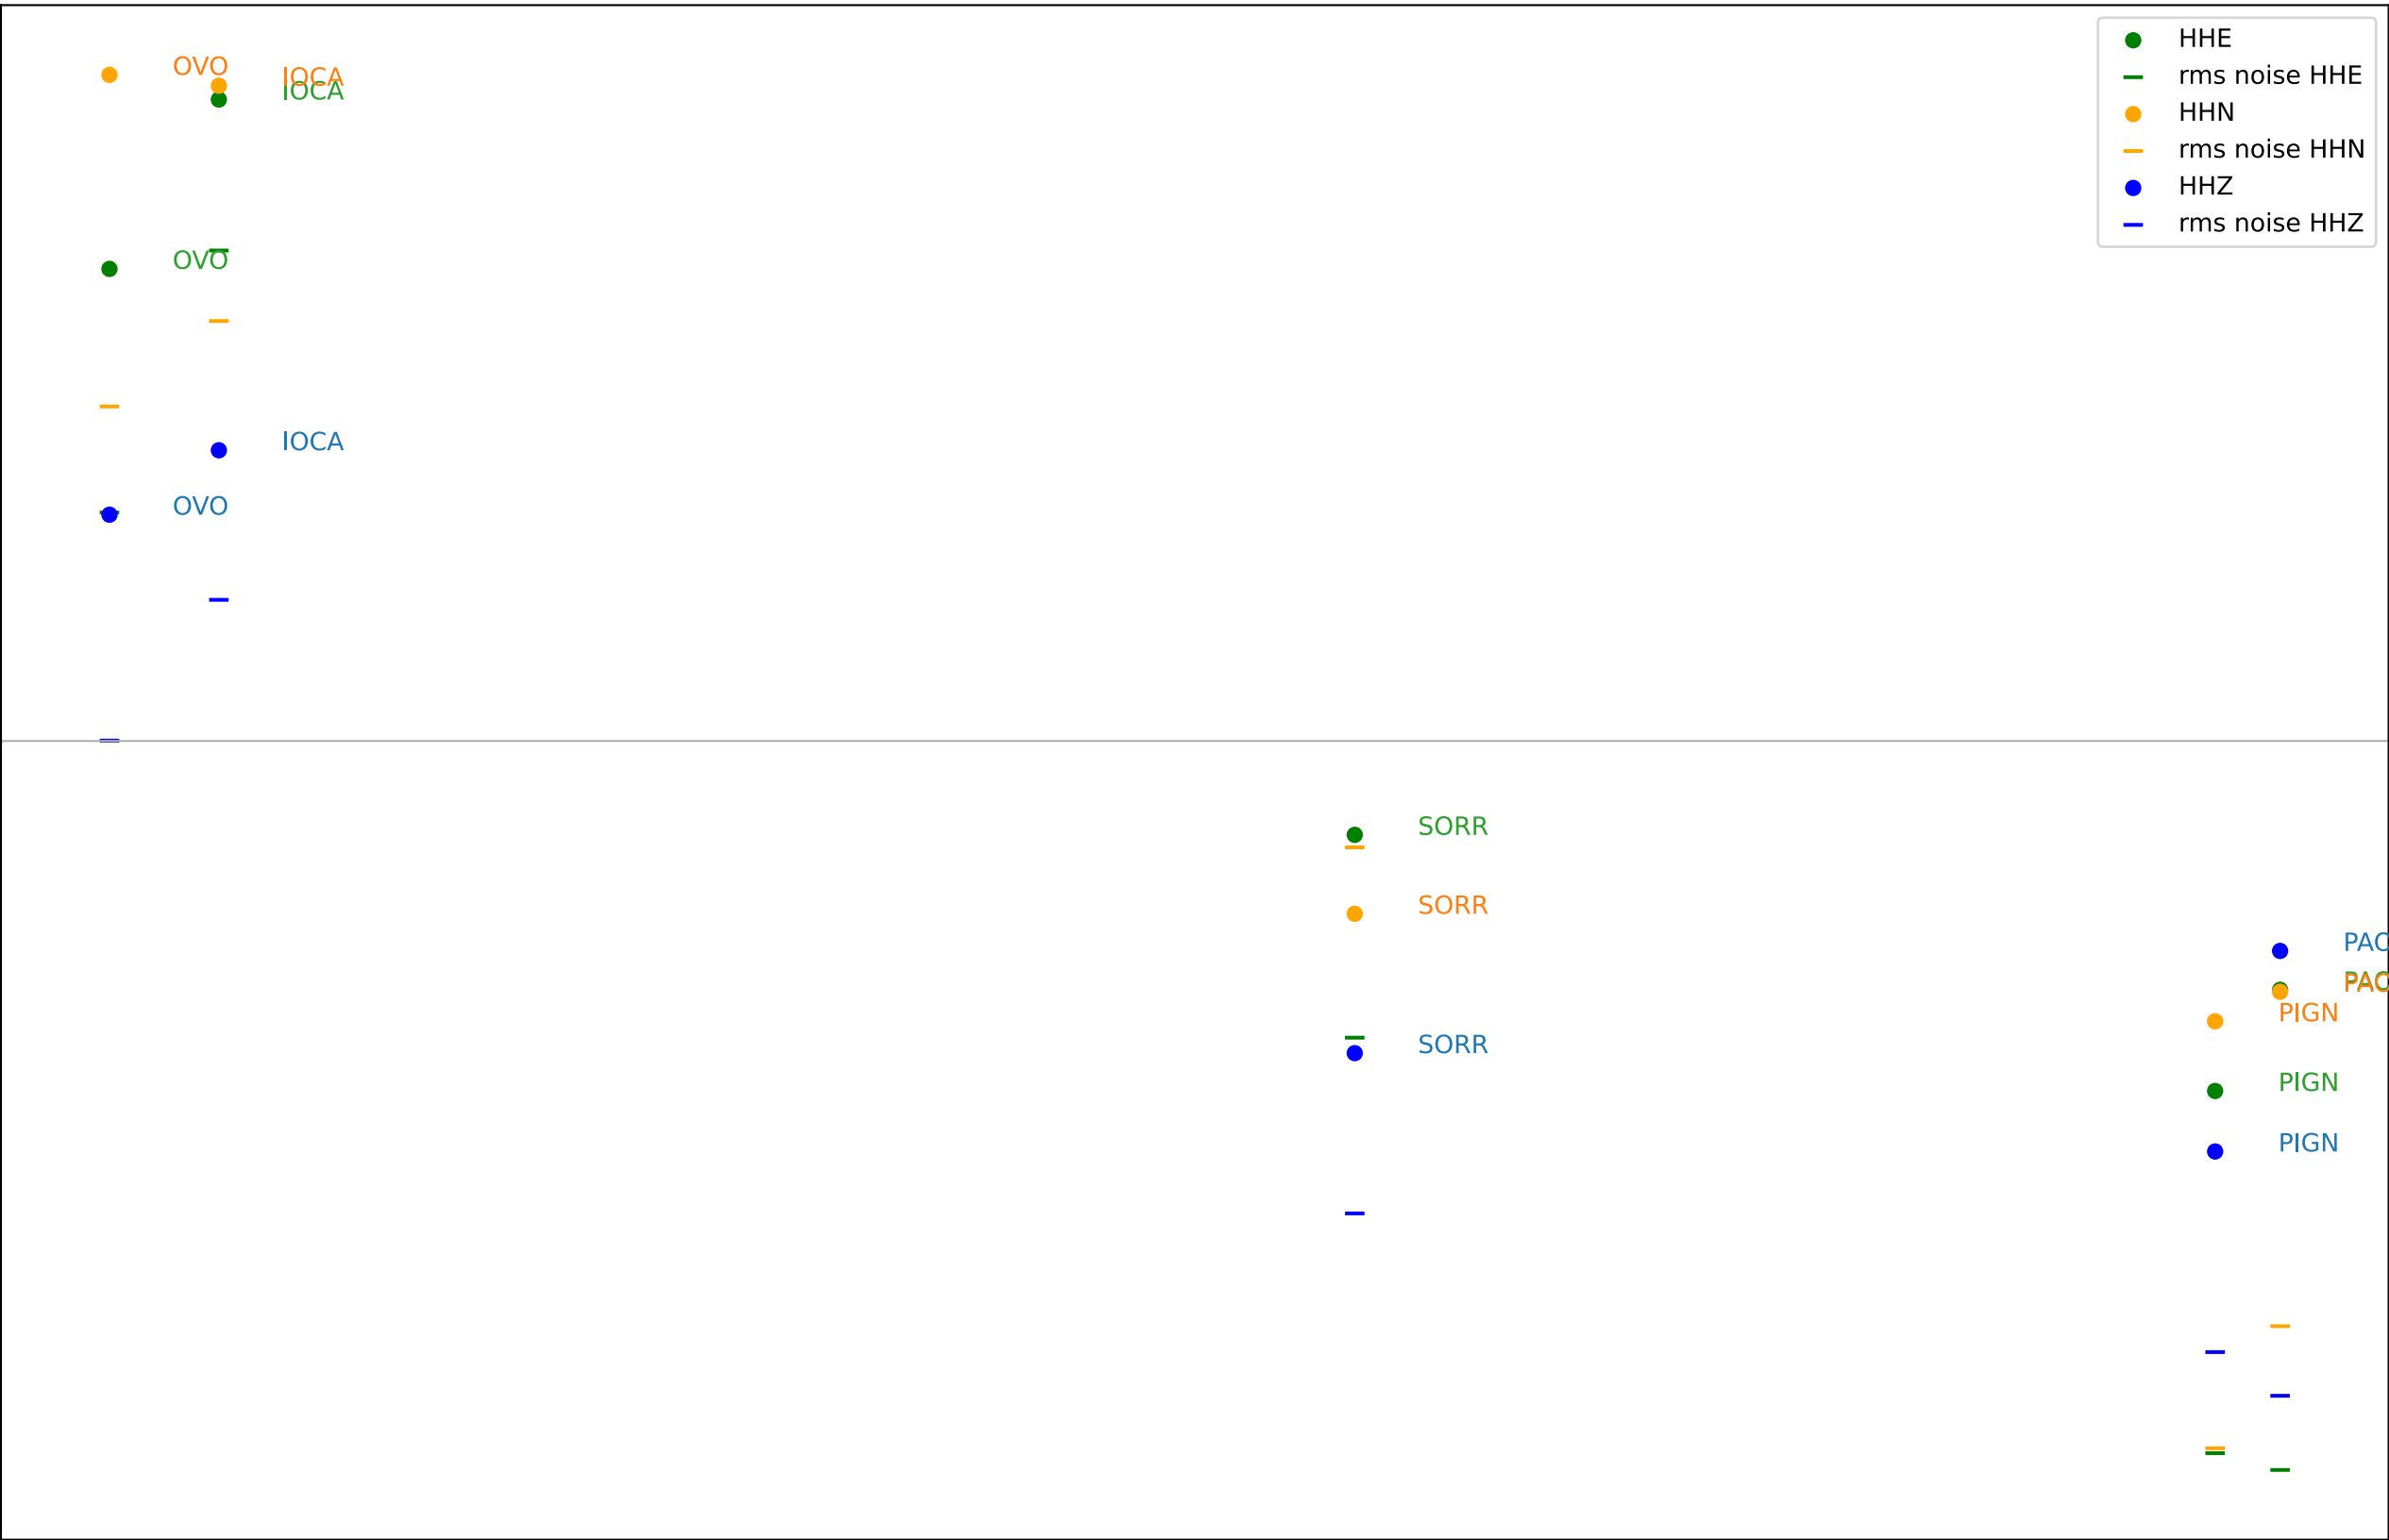 OVO
IOCA
IOCA
HHE
rms noise HHE
HHN
rms noise HHN
HHZ
rms noise HHZ
OVO
IOCA
OVO
SORR
SORR
SORR
PIGN
PIGN
PIGN